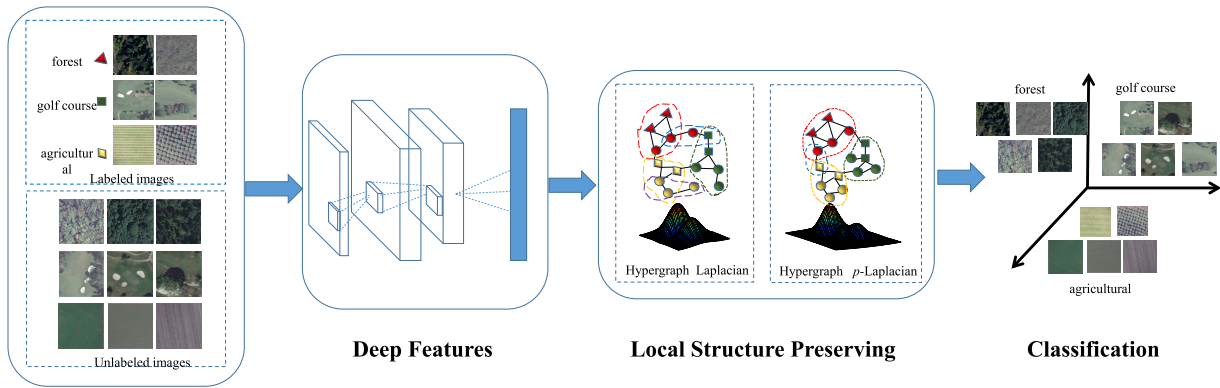 forest
golf course
agricultur
al
Labeled images
Unlabeled images
Deep Features
Hypergraph Laplacian
Hypergraph p-Laplacian
Local Structure Preserving
forest
golf course
agricultural
Classification